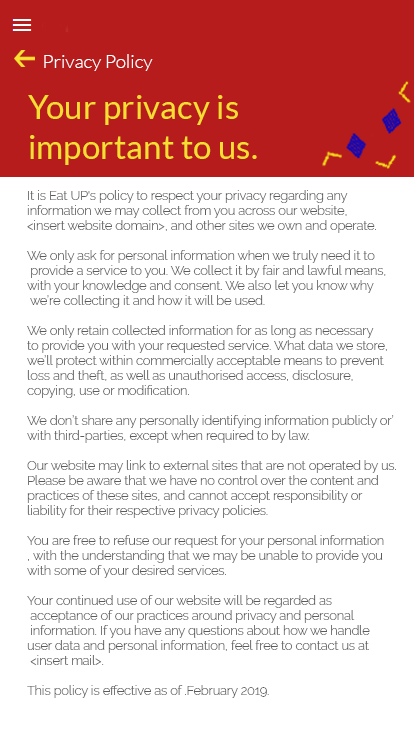 Privacy Policy
Your privacy is
important to us.
It is Eat UP's policy to respect your privacy regarding any
information we may collect from you across our website,
<insert website domain>, and other sites we own and operate.
We only ask for personal information when we truly need it to
provide a service to you. We collect it by fair and lawful means,
with your knowledge and consent. We also let you know why
we're collecting it and how it will be used.
We only retain collected information for as long as necessary
to provide you with your requested service. What data we store,
we'll protect within commercially acceptable means to prevent
loss and theft, as well as unauthorised access, disclosure,
copying, use or modification.
We don't share any personally identifying information publicly or'
with third-parties, except when required to by law.
Our website may link to external sites that are not operated by us.
Please be aware that we have no control over the content and
practices of these sites, and cannot accept responsibility or
liability for their respective privacy policies.
You are free to refuse our request for your personal information
, with the understanding that we may be unable to provide you
with some of your desired services.
Your continued use of our website will be regarded as
acceptance of our practices around privacy and personal
information. If you have any questions about how we handle
user data and personal information, feel free to contact us at
<insert mail>.
This policy is effective as of .February 2019.